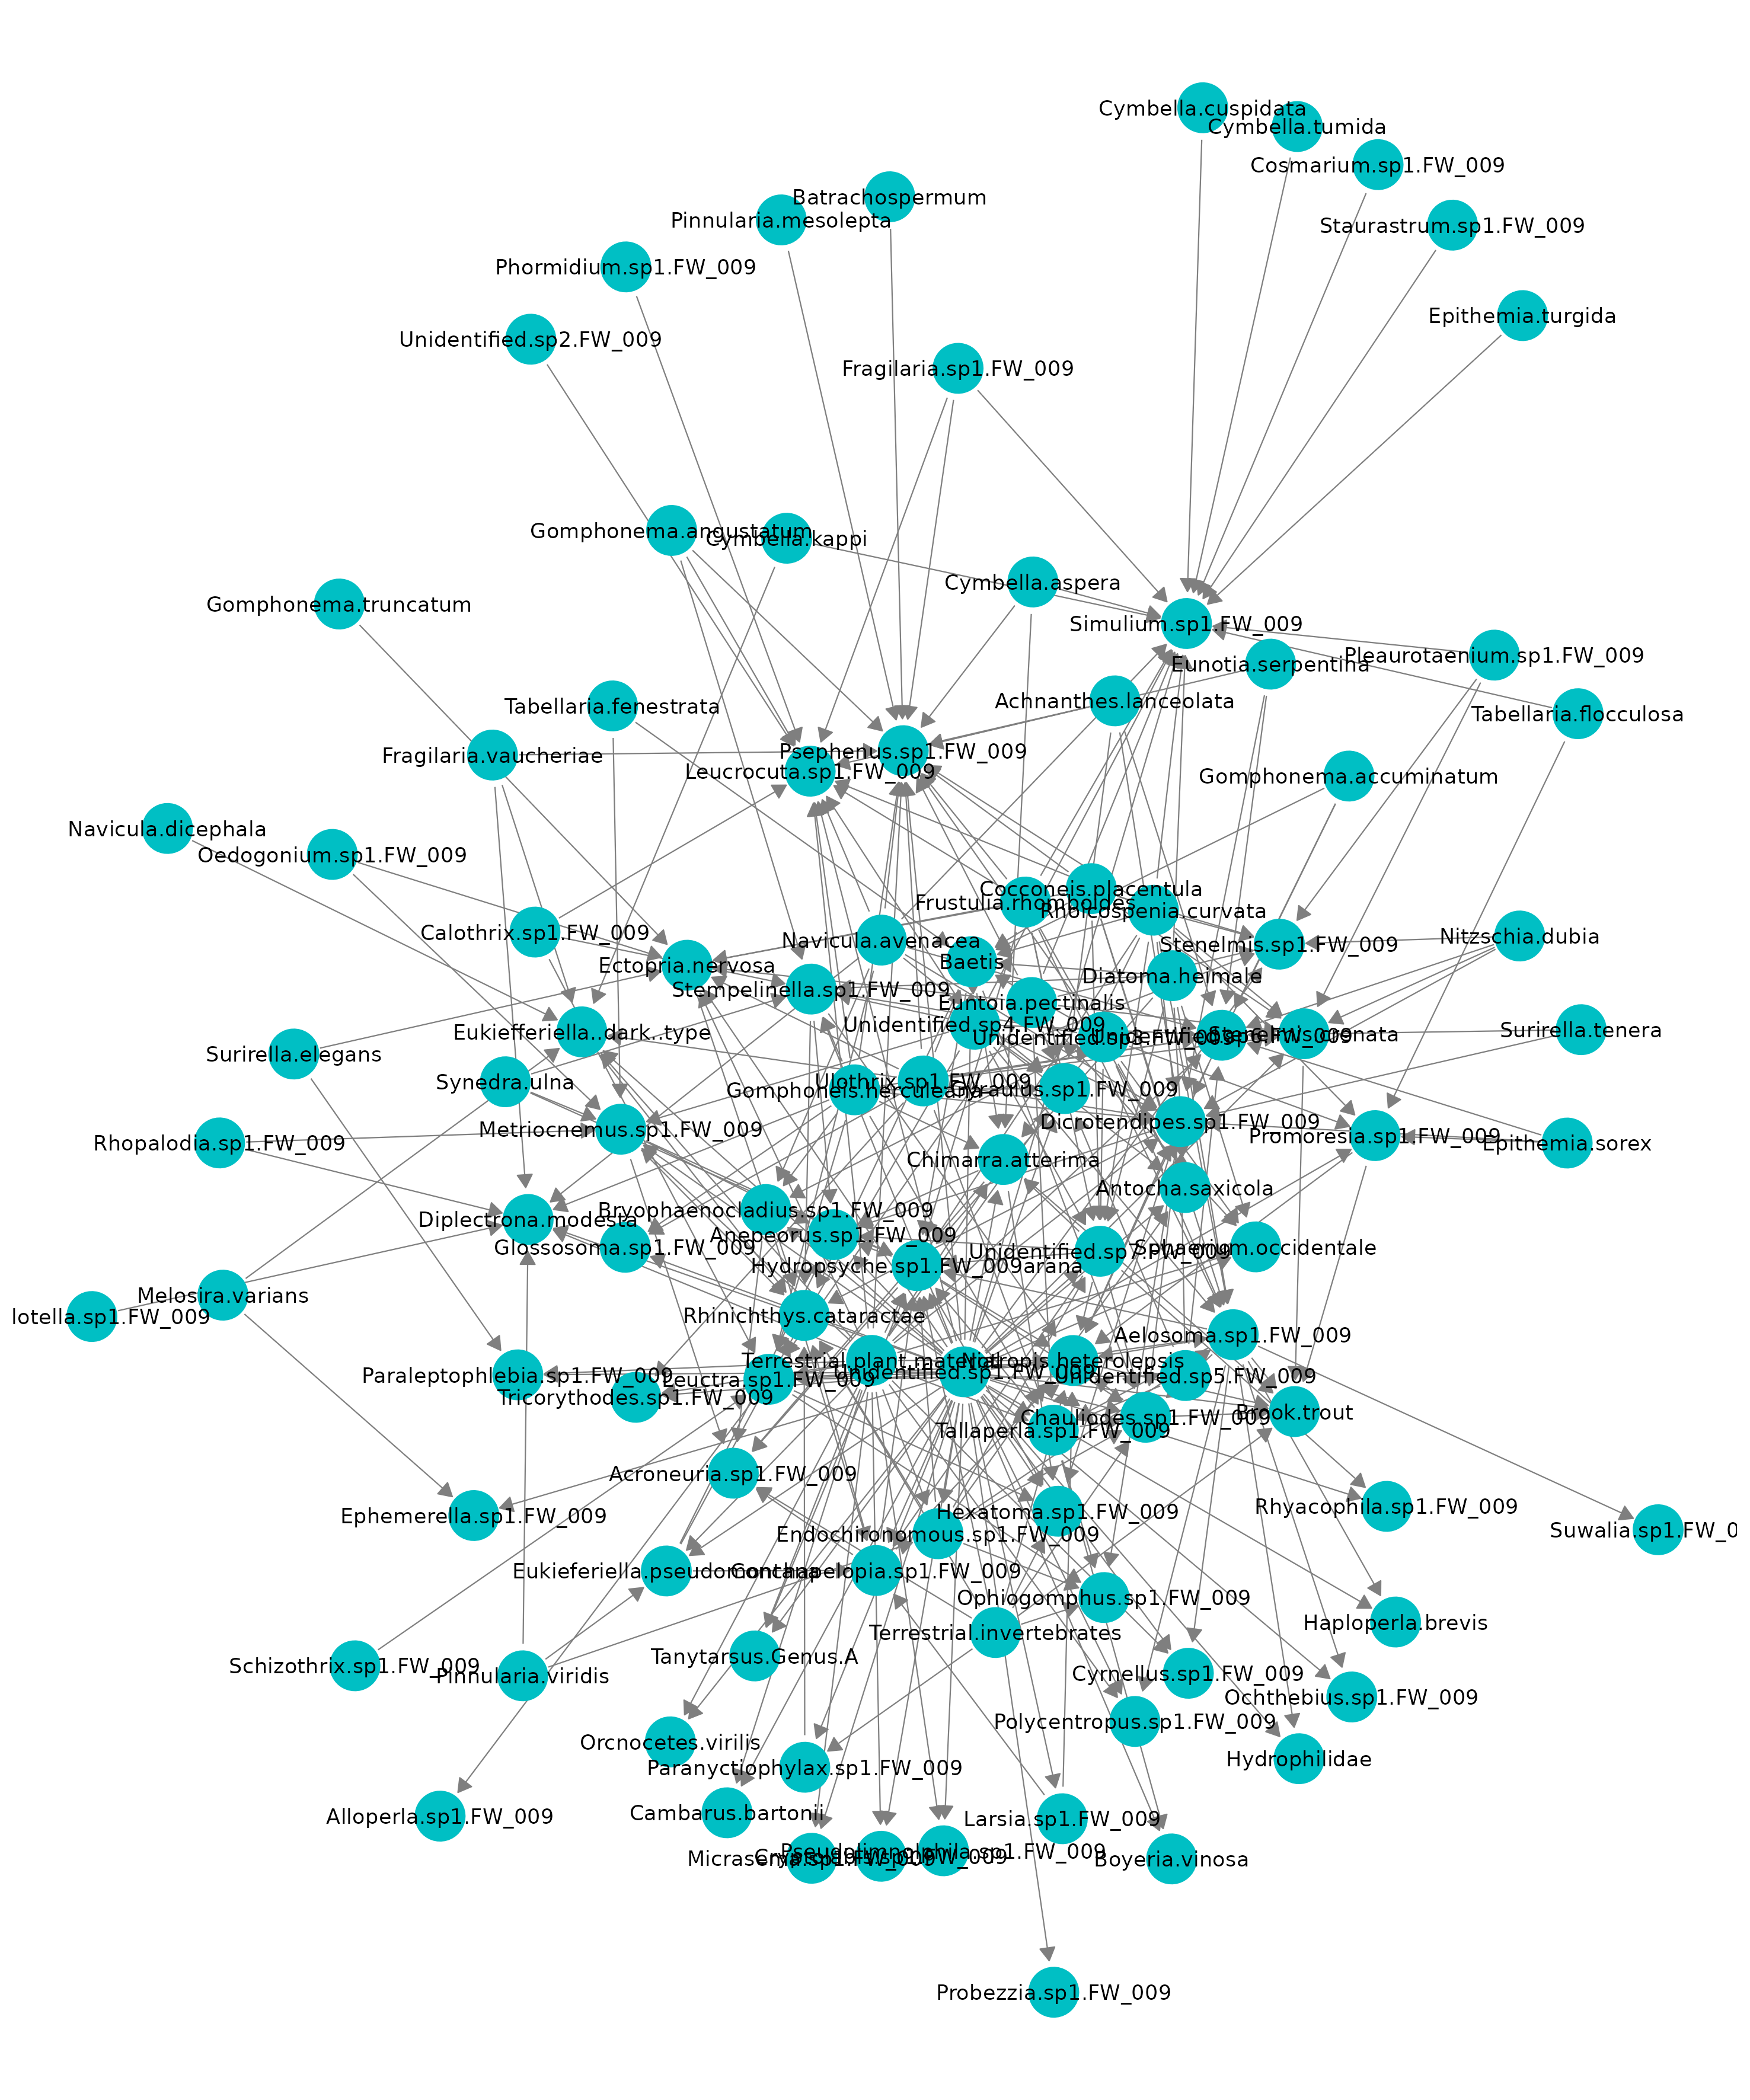 Cymbella.cuspidata
Cymbella.tumida
Cosmarium.sp1.FW_009
Batrachospermum
Pinnularia.mesolepta
Staurastrum.sp1.FW_009
Phormidium.sp1.FW_009
Epithemia.turgida
Unidentified.sp2.FW_009
Fragilaria.sp1.FW_009
Gomphonema.angustatum
Cymbella.kappi
Cymbella.aspera
Gomphonema.truncatum
Simulium.sp1.FW_009
Pleaurotaenium.sp1.FW_009
Eunotia.serpentina
Achnanthes.lanceolata
Tabellaria.fenestrata
Tabellaria.flocculosa
Psephenus.sp1.FW_009
Fragilaria.vaucheriae
Leucrocuta.sp1.FW_009
Gomphonema.accuminatum
Navicula.dicephala
Oedogonium.sp1.FW_009
Cocconeis.placentula
Frustulia.rhomboides
Rhoicospenia.curvata
Calothrix.sp1.FW_009
Navicula.avenacea
Stenelmis.sp1.FW_009
Nitzschia.dubia
Baetis
Ectopria.nervosa
Diatoma.heimale
Stempelinella.sp1.FW_009
Euntoia.pectinalis
Unidentified.sp4.FW_009
Eukiefferiella..dark..type
Unidentified.sp3.FW_009
Unidentified.sp6.FW_009
Stenelmis.crenata
Surirella.tenera
Surirella.elegans
Synedra.ulna
Ulothrix.sp1.FW_009
Gomphoneis.herculeana
Gyraulus.sp1.FW_009
Dicrotendipes.sp1.FW_009
Metriocnemus.sp1.FW_009
Promoresia.sp1.FW_009
Epithemia.sorex
Rhopalodia.sp1.FW_009
Chimarra.atterima
Antocha.saxicola
Bryophaenocladius.sp1.FW_009
Diplectrona.modesta
Anepeorus.sp1.FW_009
Glossosoma.sp1.FW_009
Unidentified.sp7.FW_009
Sphaerium.occidentale
Hydropsyche.sp1.FW_009arana
Melosira.varians
lotella.sp1.FW_009
Rhinichthys.cataractae
Aelosoma.sp1.FW_009
Terrestrial.plant.material
Notropis.heterolepsis
Unidentified.sp1.FW_009
Paraleptophlebia.sp1.FW_009
Leuctra.sp1.FW_009
Unidentified.sp5.FW_009
Tricorythodes.sp1.FW_009
Brook.trout
Chauliodes.sp1.FW_009
Tallaperla.sp1.FW_009
Acroneuria.sp1.FW_009
Rhyacophila.sp1.FW_009
Hexatoma.sp1.FW_009
Ephemerella.sp1.FW_009
Suwalia.sp1.FW_0
Endochironomous.sp1.FW_009
Eukieferiella.pseudomontana
Conchapelopia.sp1.FW_009
Ophiogomphus.sp1.FW_009
Haploperla.brevis
Terrestrial.invertebrates
Tanytarsus.Genus.A
Schizothrix.sp1.FW_009
Cyrnellus.sp1.FW_009
Pinnularia.viridis
Ochthebius.sp1.FW_009
Polycentropus.sp1.FW_009
Orcnocetes.virilis
Hydrophilidae
Paranyctiophylax.sp1.FW_009
Cambarus.bartonii
Alloperla.sp1.FW_009
Larsia.sp1.FW_009
Pseudolimnolphila.sp1.FW_009
Micrasema.sp1.FW_009
Boyeria.vinosa
Probezzia.sp1.FW_009